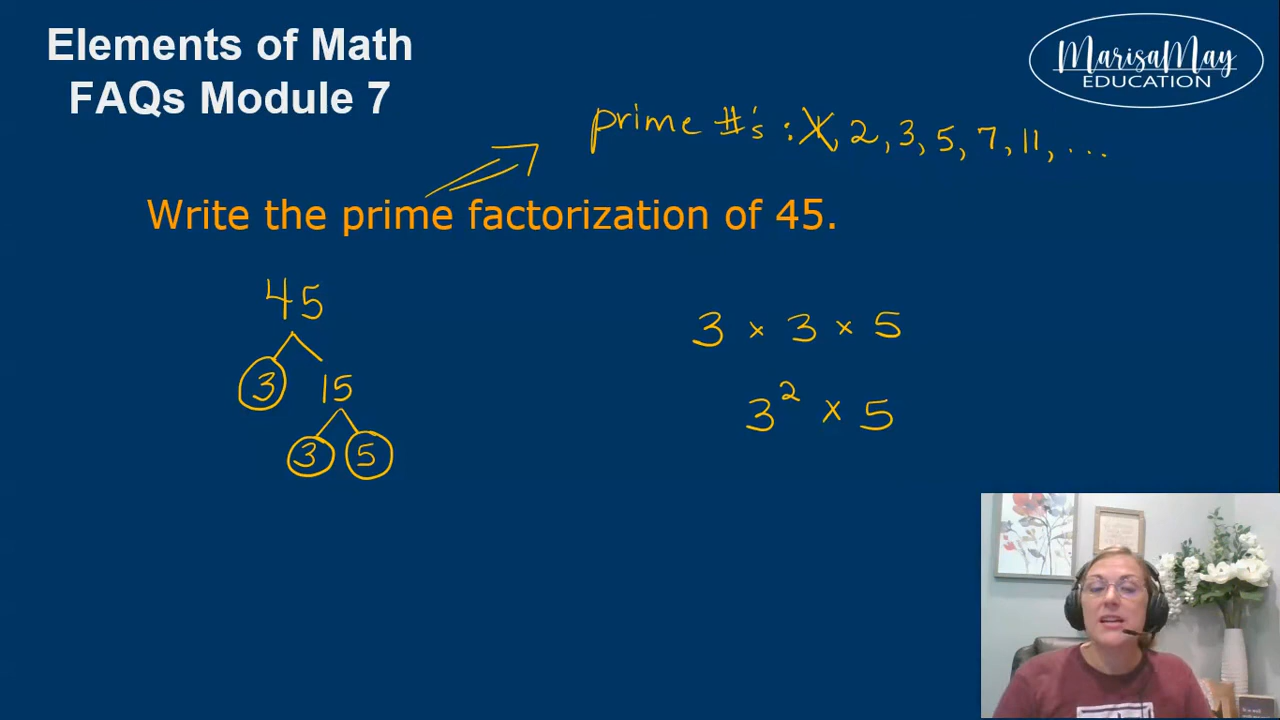 Elements of Math
FAQs Module 7
MarisaMay
EDUCATION
prime #'s : 1, 2, 3, 5, 7, 11, ...
Write the prime factorization of 45.
45
3 15
3 5
3 × 3 × 5
3² × 5